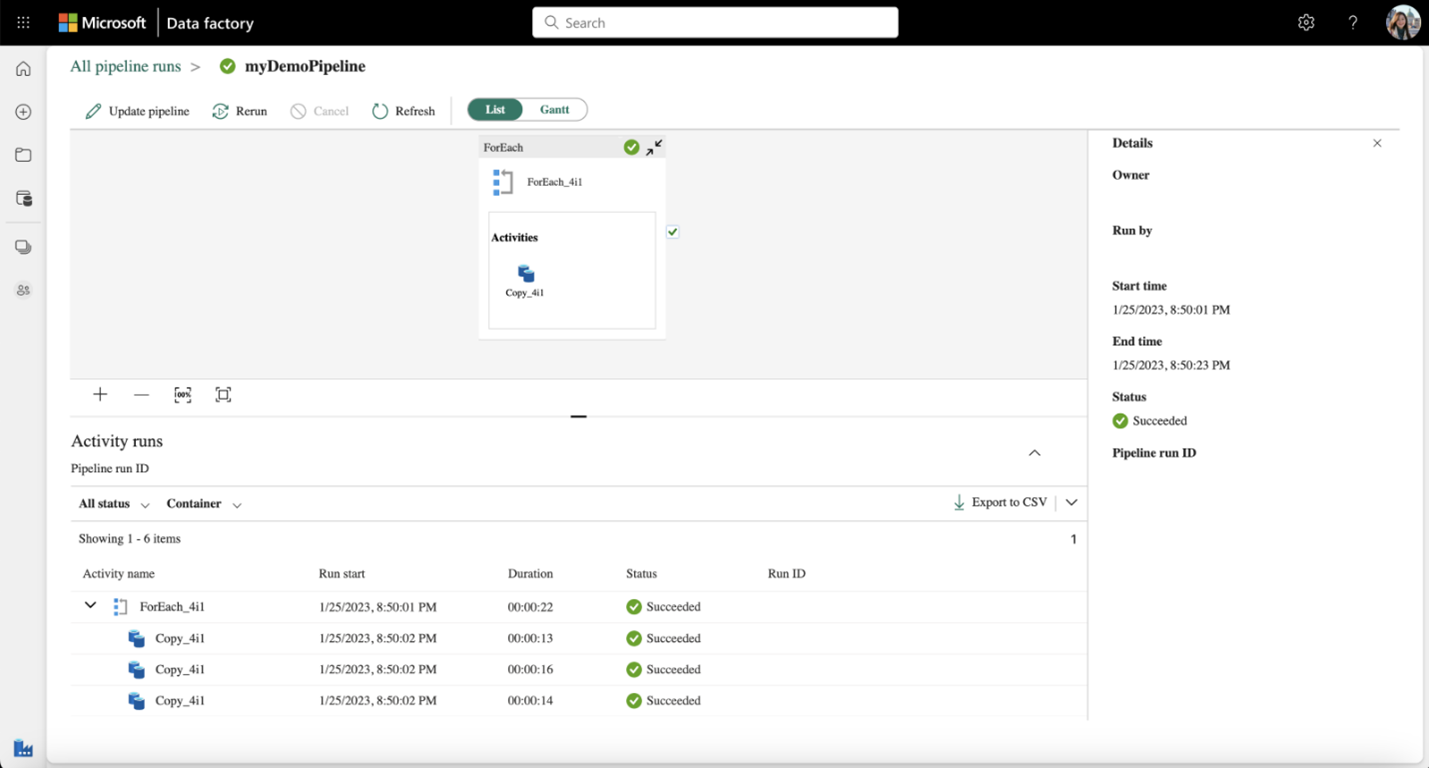 Microsoft Data factory
Search
?
All pipeline runs > myDemoPipeline
Update pipeline Rerun Cancel Refresh List Gantt
ForEach
ForEach_4i1
Activities
Copy_4i1
Details
Owner
Run by
Start time
1/25/2023, 8:50:01 PM
End time
1/25/2023, 8:50:23 PM
Status
Succeeded
Pipeline run ID
Activity runs
Pipeline run ID
All status Container Export to CSV
Showing 1 - 6 items 1
Activity name Run start Duration Status Run ID
ForEach_4i1 1/25/2023, 8:50:01 PM 00:00:22 Succeeded
Copy_4i1 1/25/2023, 8:50:02 PM 00:00:13 Succeeded
Copy_4i1 1/25/2023, 8:50:02 PM 00:00:16 Succeeded
Copy_4i1 1/25/2023, 8:50:02 PM 00:00:14 Succeeded